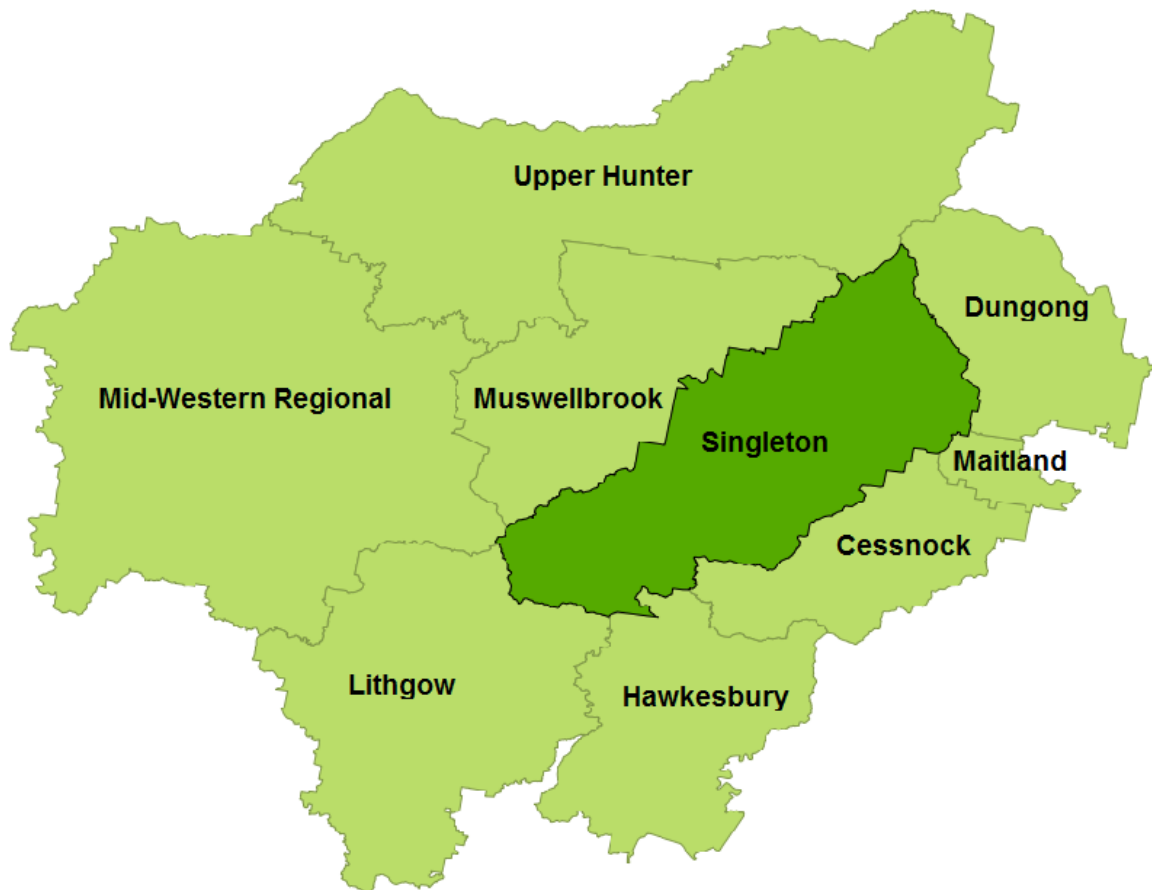 Upper Hunter
Dungong
Mid-Western Regional
Muswellbrook
Singleton
Maitland
Cessnock
Lithgow
Hawkesbury